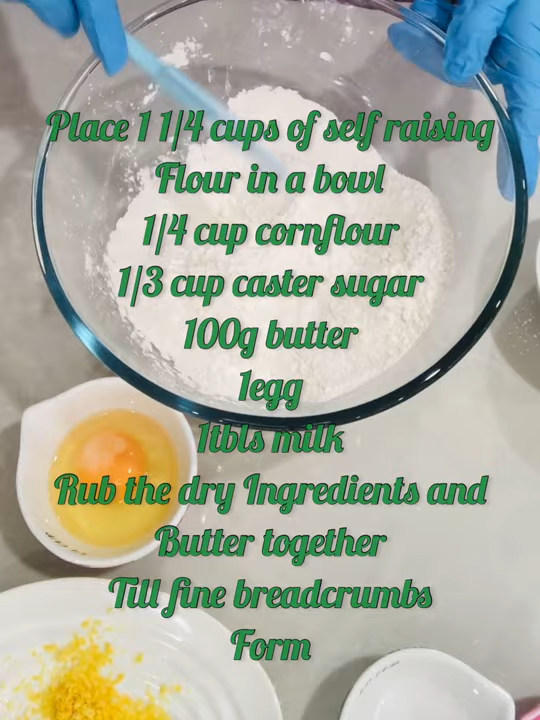 Place 1 1/4 cups of self raising
Flour in a bowl
1/4 cup cornflour
1/3 cup caster sugar
100g butter
1egg
1tbls milk
Rub the dry Ingredients and
Butter together
Till fine breadcrumbs
Form